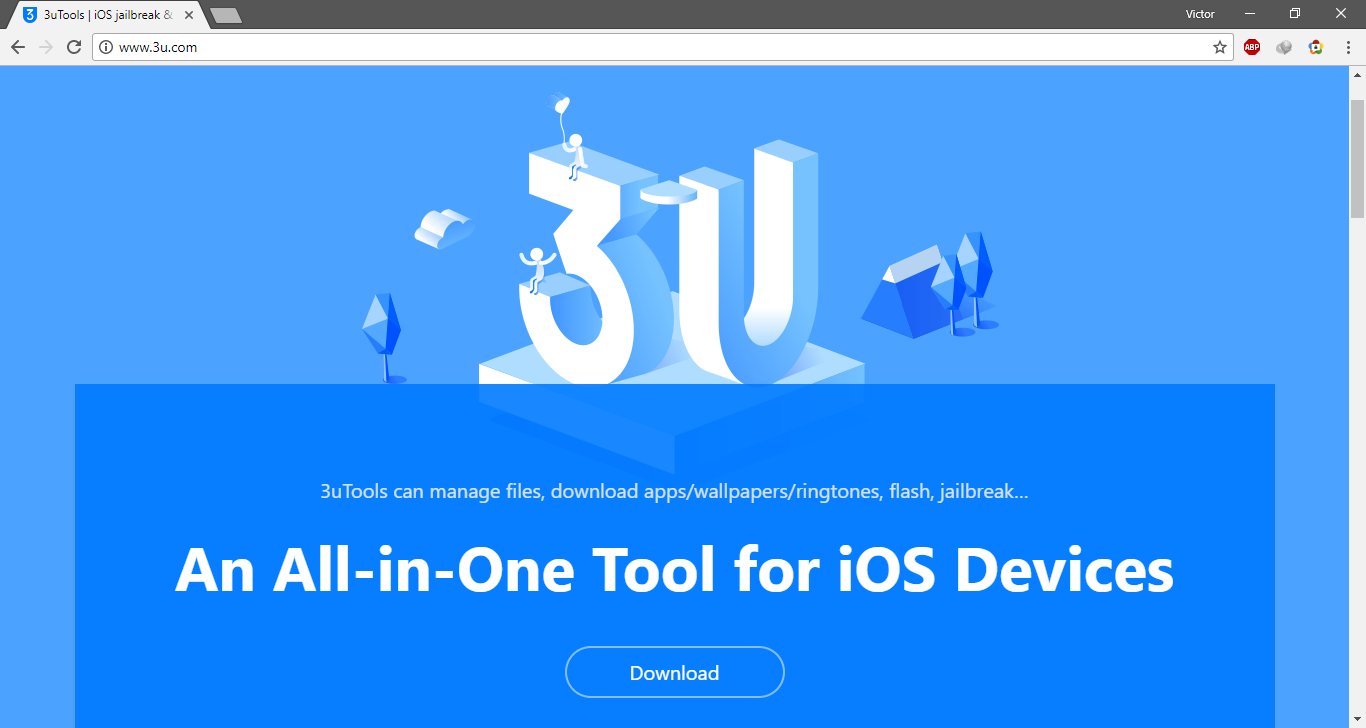 3uTools | iOS jailbreak &
Victor
www.3u.com
ABP
3U
3uTools can manage files, download apps/wallpapers/ringtones, flash, jailbreak...
An All-in-One Tool for iOS Devices
Download